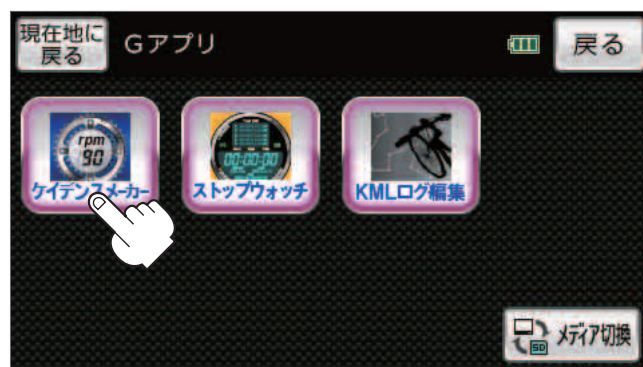 現在地に
戻る
Gアプリ
戻る
rpm
90
00:00:00
ケイデンスメーカー
ストップウォッチ
KMLログ編集
SD
メディア切換